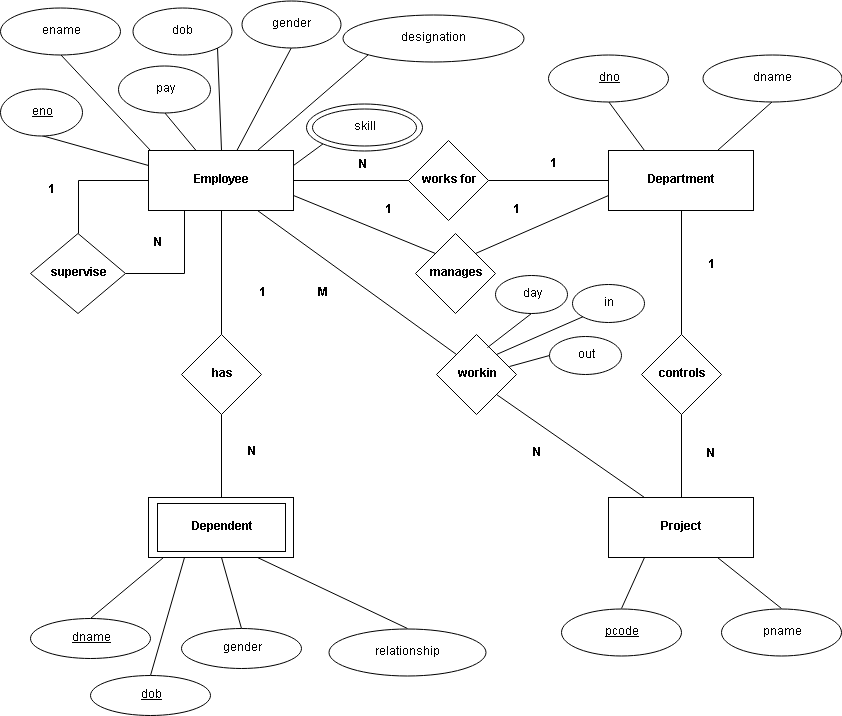 ename
dob
gender
designation
pay
eno
skill
dno
dname
Employee
N
works for
1
Department
1
N
supervise
1
1
manages
1
1
M
day
in
out
has
workin
controls
N
N
N
Dependent
Project
dname
gender
relationship
dob
pcode
pname